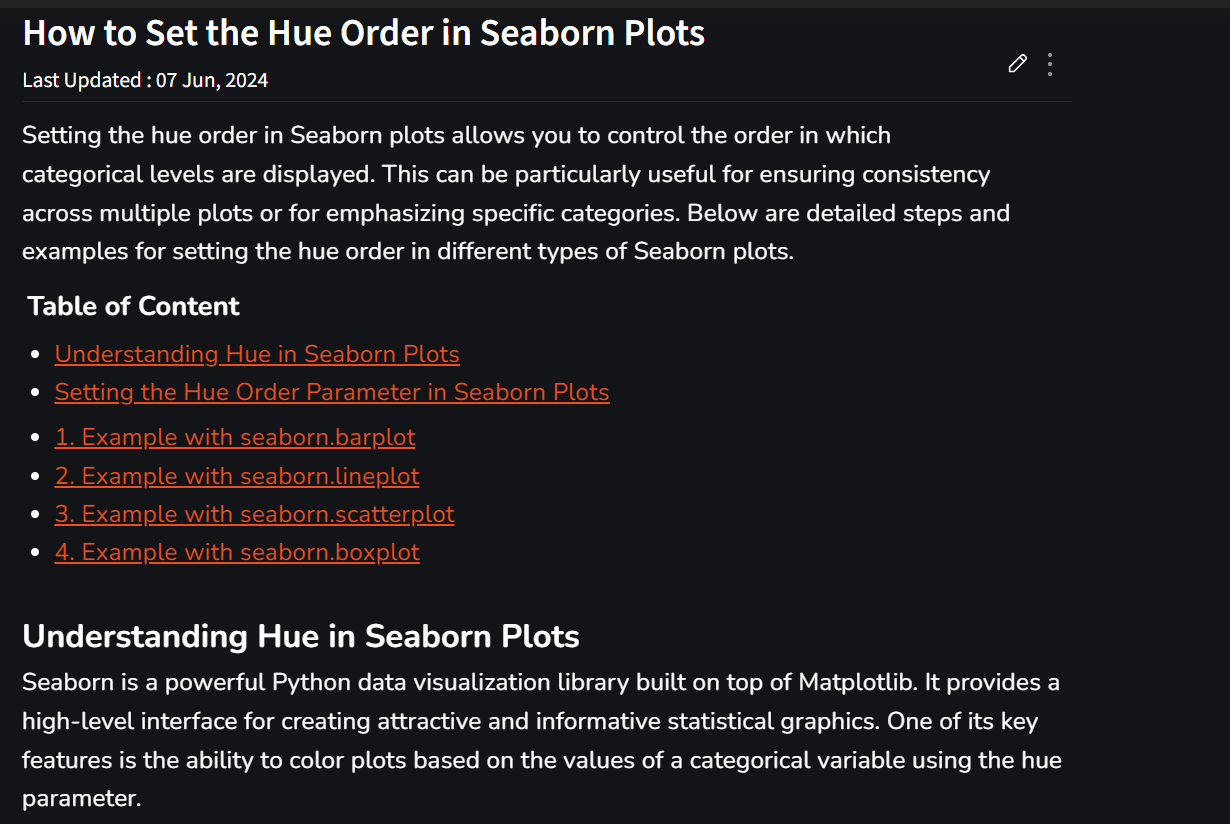 How to Set the Hue Order in Seaborn Plots
Last Updated : 07 Jun, 2024
Setting the hue order in Seaborn plots allows you to control the order in which
categorical levels are displayed. This can be particularly useful for ensuring consistency
across multiple plots or for emphasizing specific categories. Below are detailed steps and
examples for setting the hue order in different types of Seaborn plots.
Table of Content
Understanding Hue in Seaborn Plots
Setting the Hue Order Parameter in Seaborn Plots
1. Example with seaborn.barplot
2. Example with seaborn.lineplot
3. Example with seaborn.scatterplot
4. Example with seaborn.boxplot
Understanding Hue in Seaborn Plots
Seaborn is a powerful Python data visualization library built on top of Matplotlib. It provides a
high-level interface for creating attractive and informative statistical graphics. One of its key
features is the ability to color plots based on the values of a categorical variable using the hue
parameter.